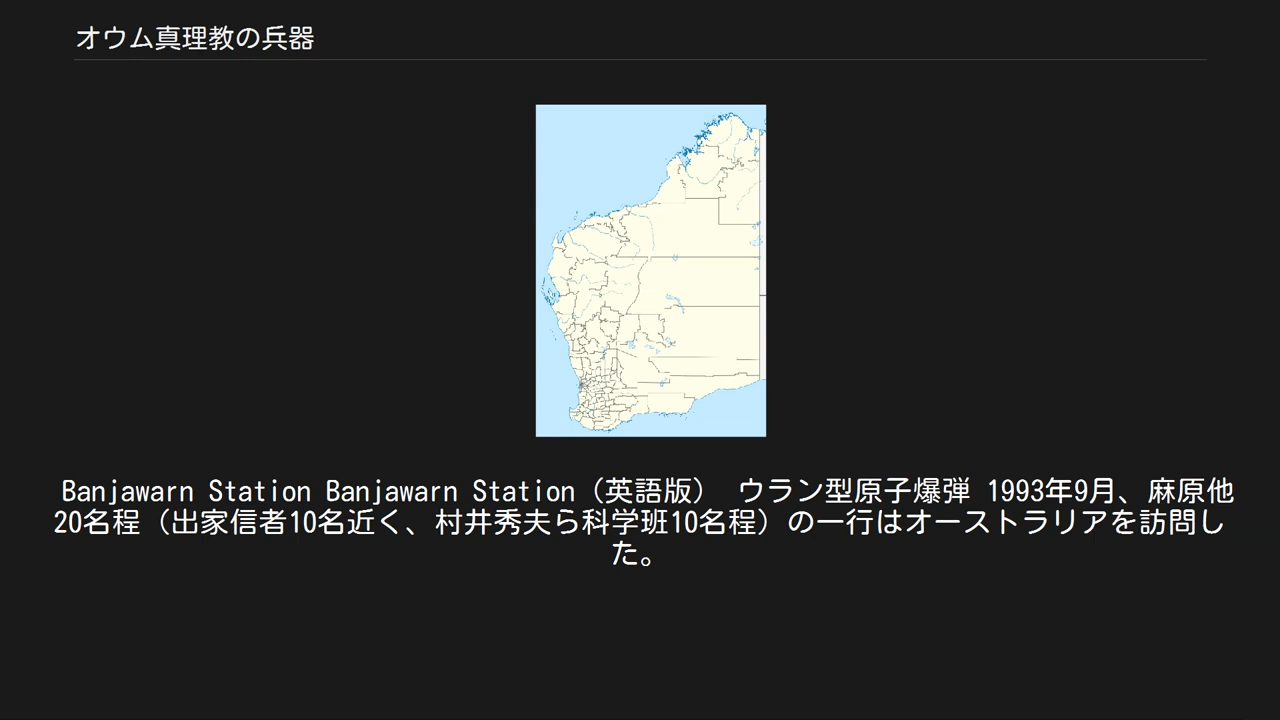 オウム真理教の兵器
Banjawarn Station Banjawarn Station（英語版） ウラン型原子爆弾 1993年9月、麻原他
20名程（出家信者10名近く、村井秀夫ら科学班10名程）の一行はオーストラリアを訪問し
た。